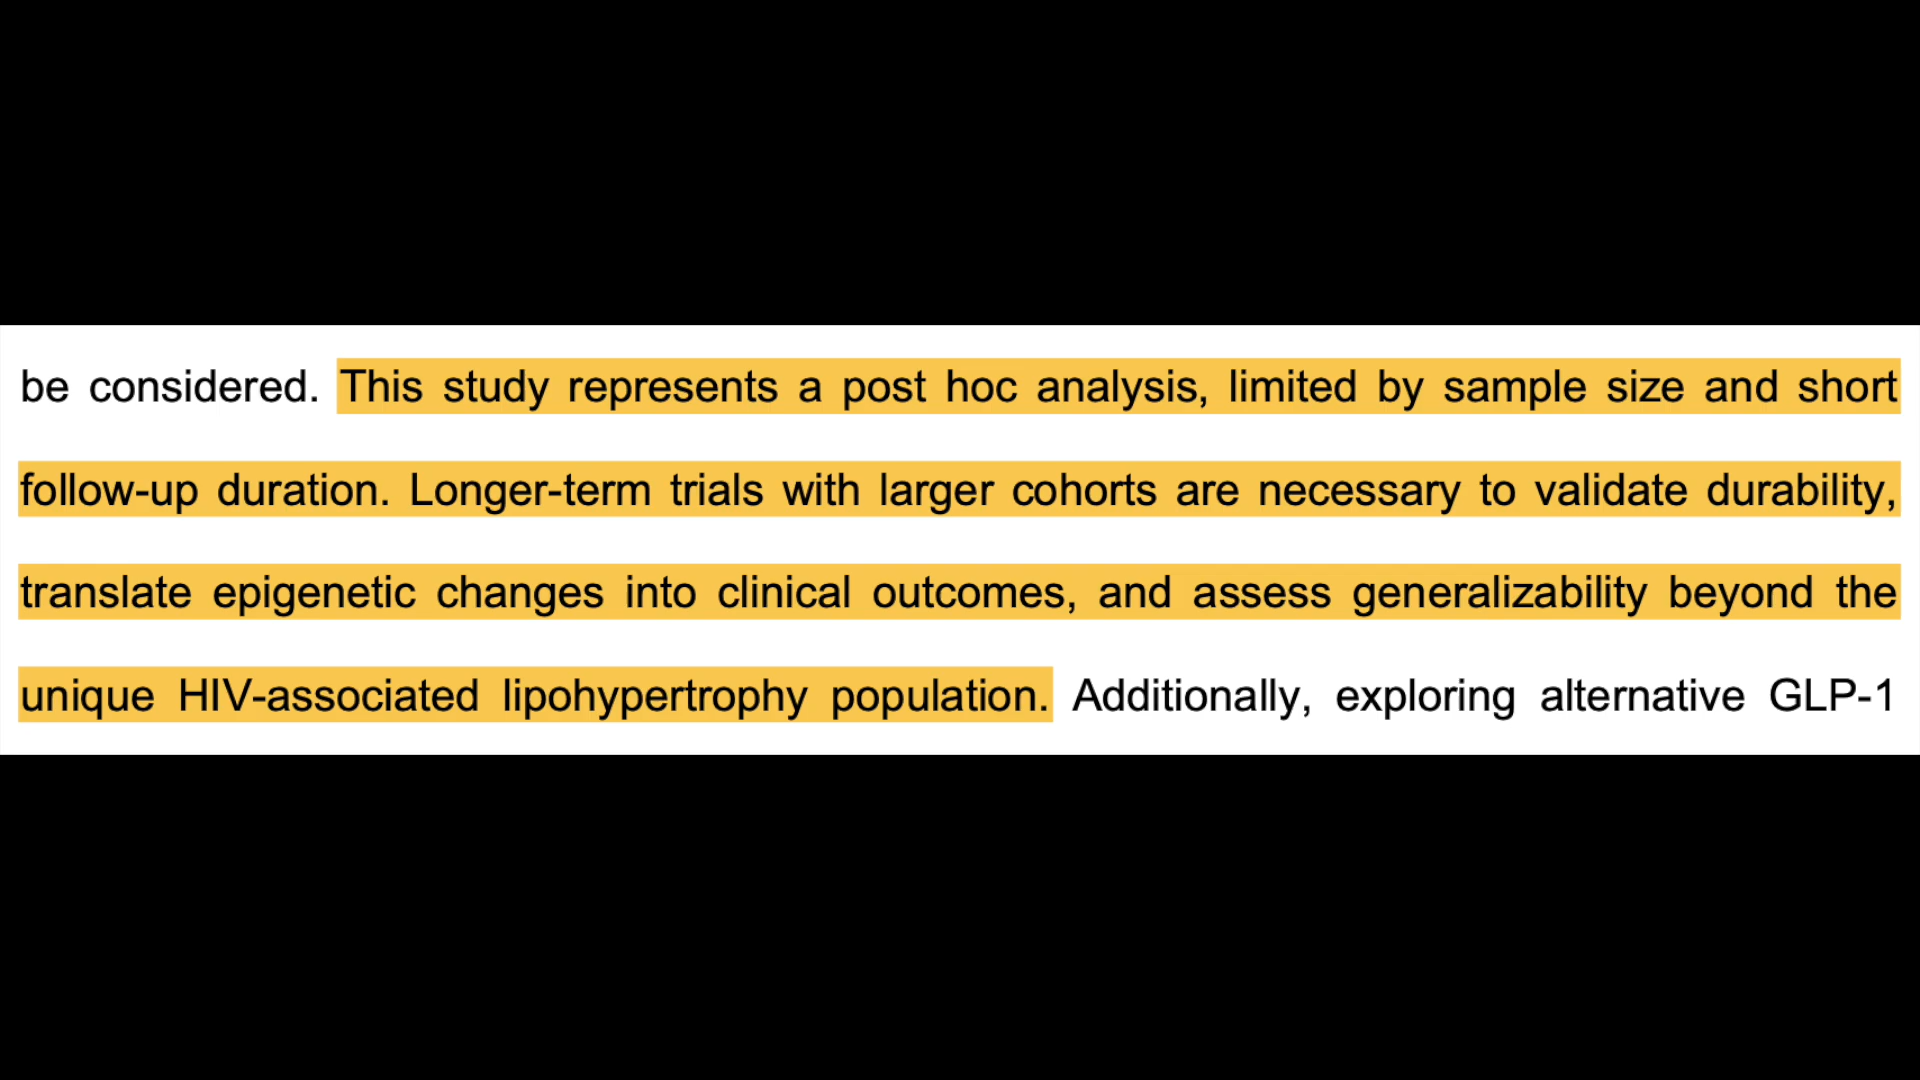 be considered. This study represents a post hoc analysis, limited by sample size and short
follow-up duration. Longer-term trials with larger cohorts are necessary to validate durability,
translate epigenetic changes into clinical outcomes, and assess generalizability beyond the
unique HIV-associated lipohypertrophy population. Additionally, exploring alternative GLP-1